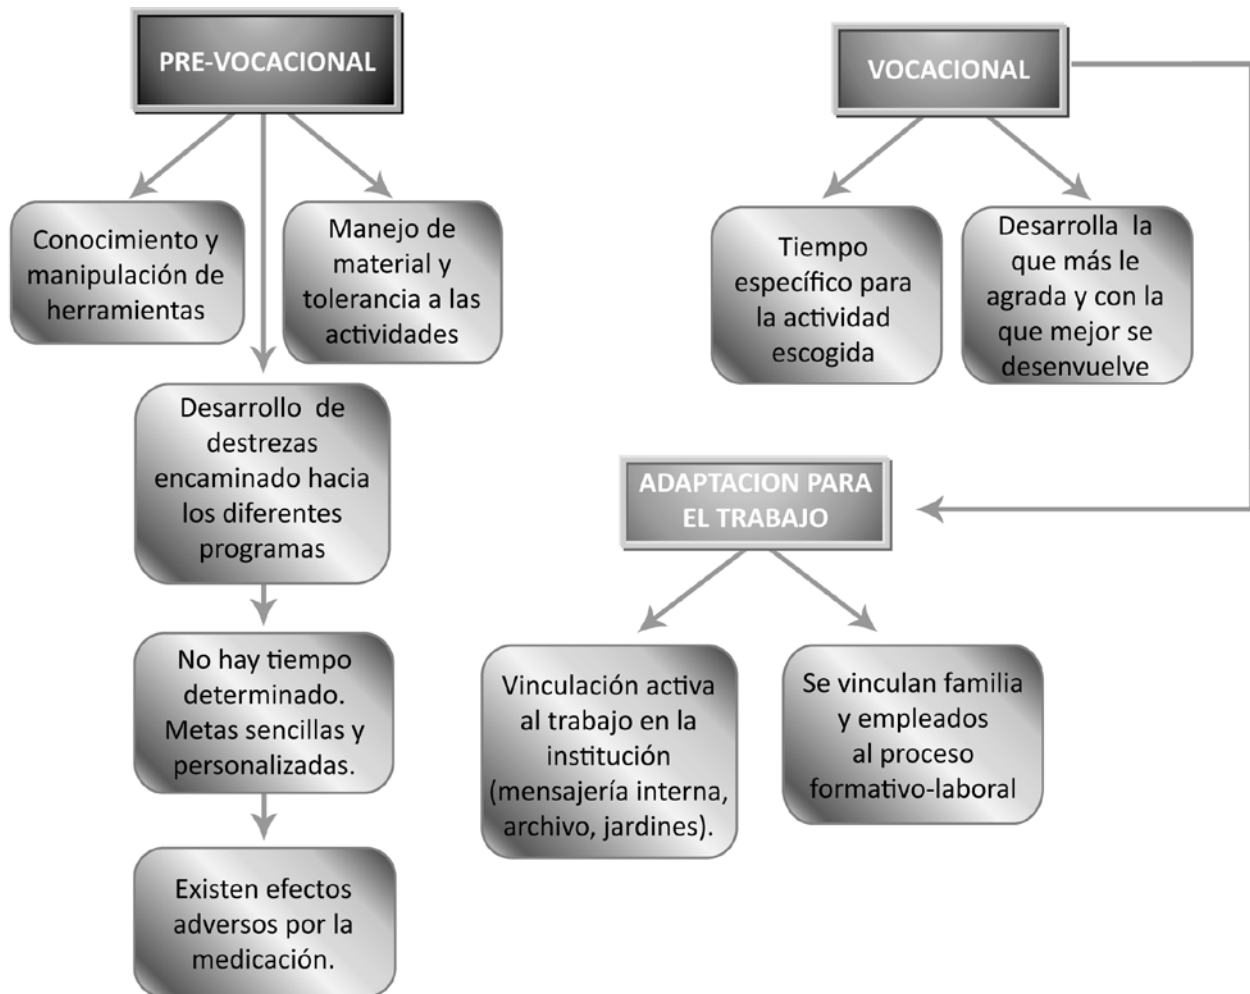 PRE-VOCACIONAL
Conocimiento y
manipulación de
herramientas
Manejo de
material y
tolerancia a las
actividades
Desarrollo de
destrezas
encaminado hacia
los diferentes
programas
No hay tiempo
determinado.
Metas sencillas y
personalizadas.
Existen efectos
adversos por la
medicación.
VOCACIONAL
Tiempo
específico para
la actividad
escogida
Desarrolla la
que más le
agrada y con la
que mejor se
desenvuelve
ADAPTACION PARA
EL TRABAJO
Vinculación activa
al trabajo en la
institución
(mensajería interna,
archivo, jardines).
Se vinculan familia
y empleados
al proceso
formativo-laboral